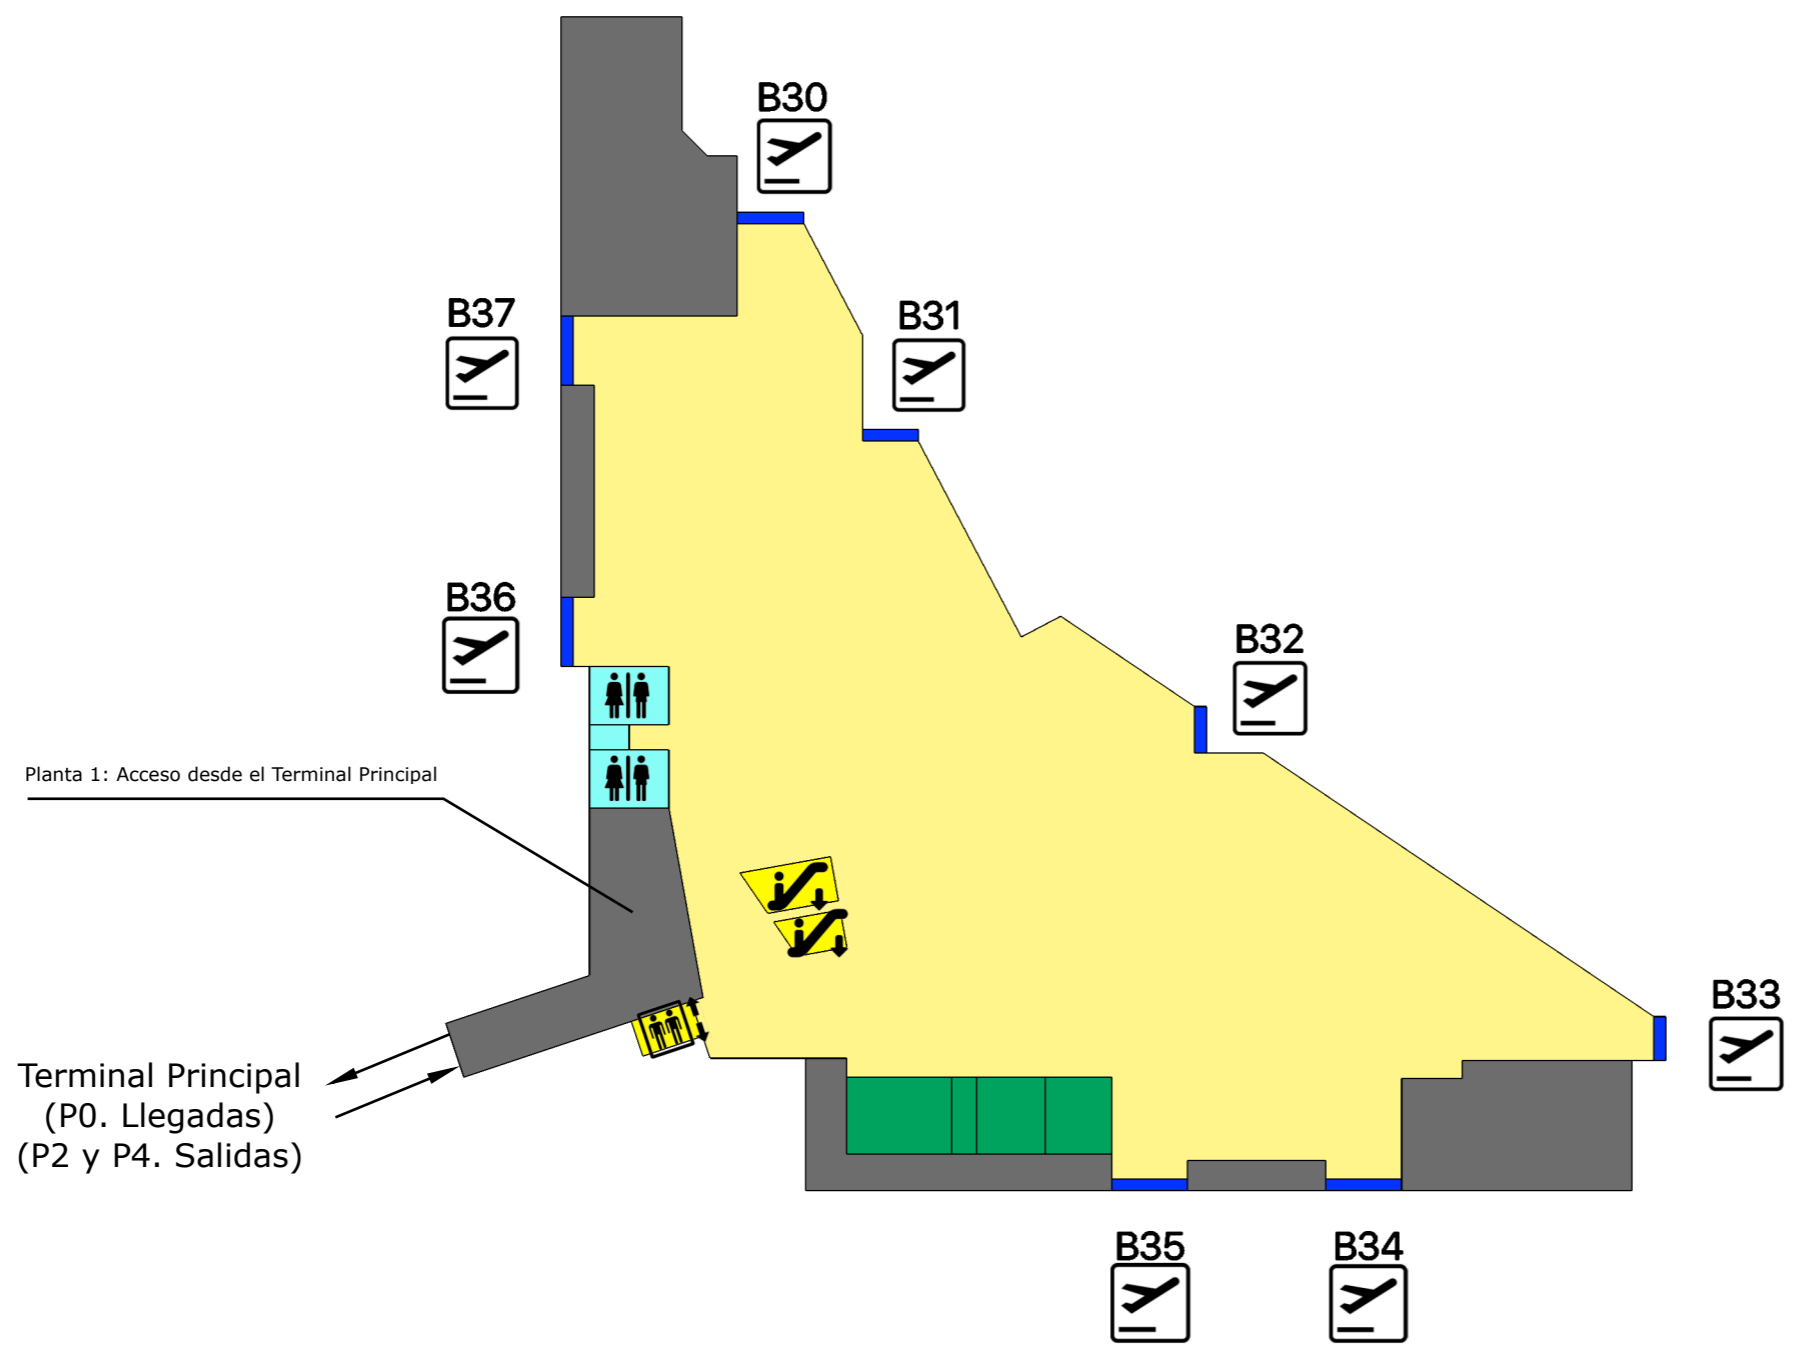 B30
B37
B31
B36
B32
Planta 1: Acceso desde el Terminal Principal
B33
Terminal Principal
(P0. Llegadas)
(P2 y P4. Salidas)
B35
B34